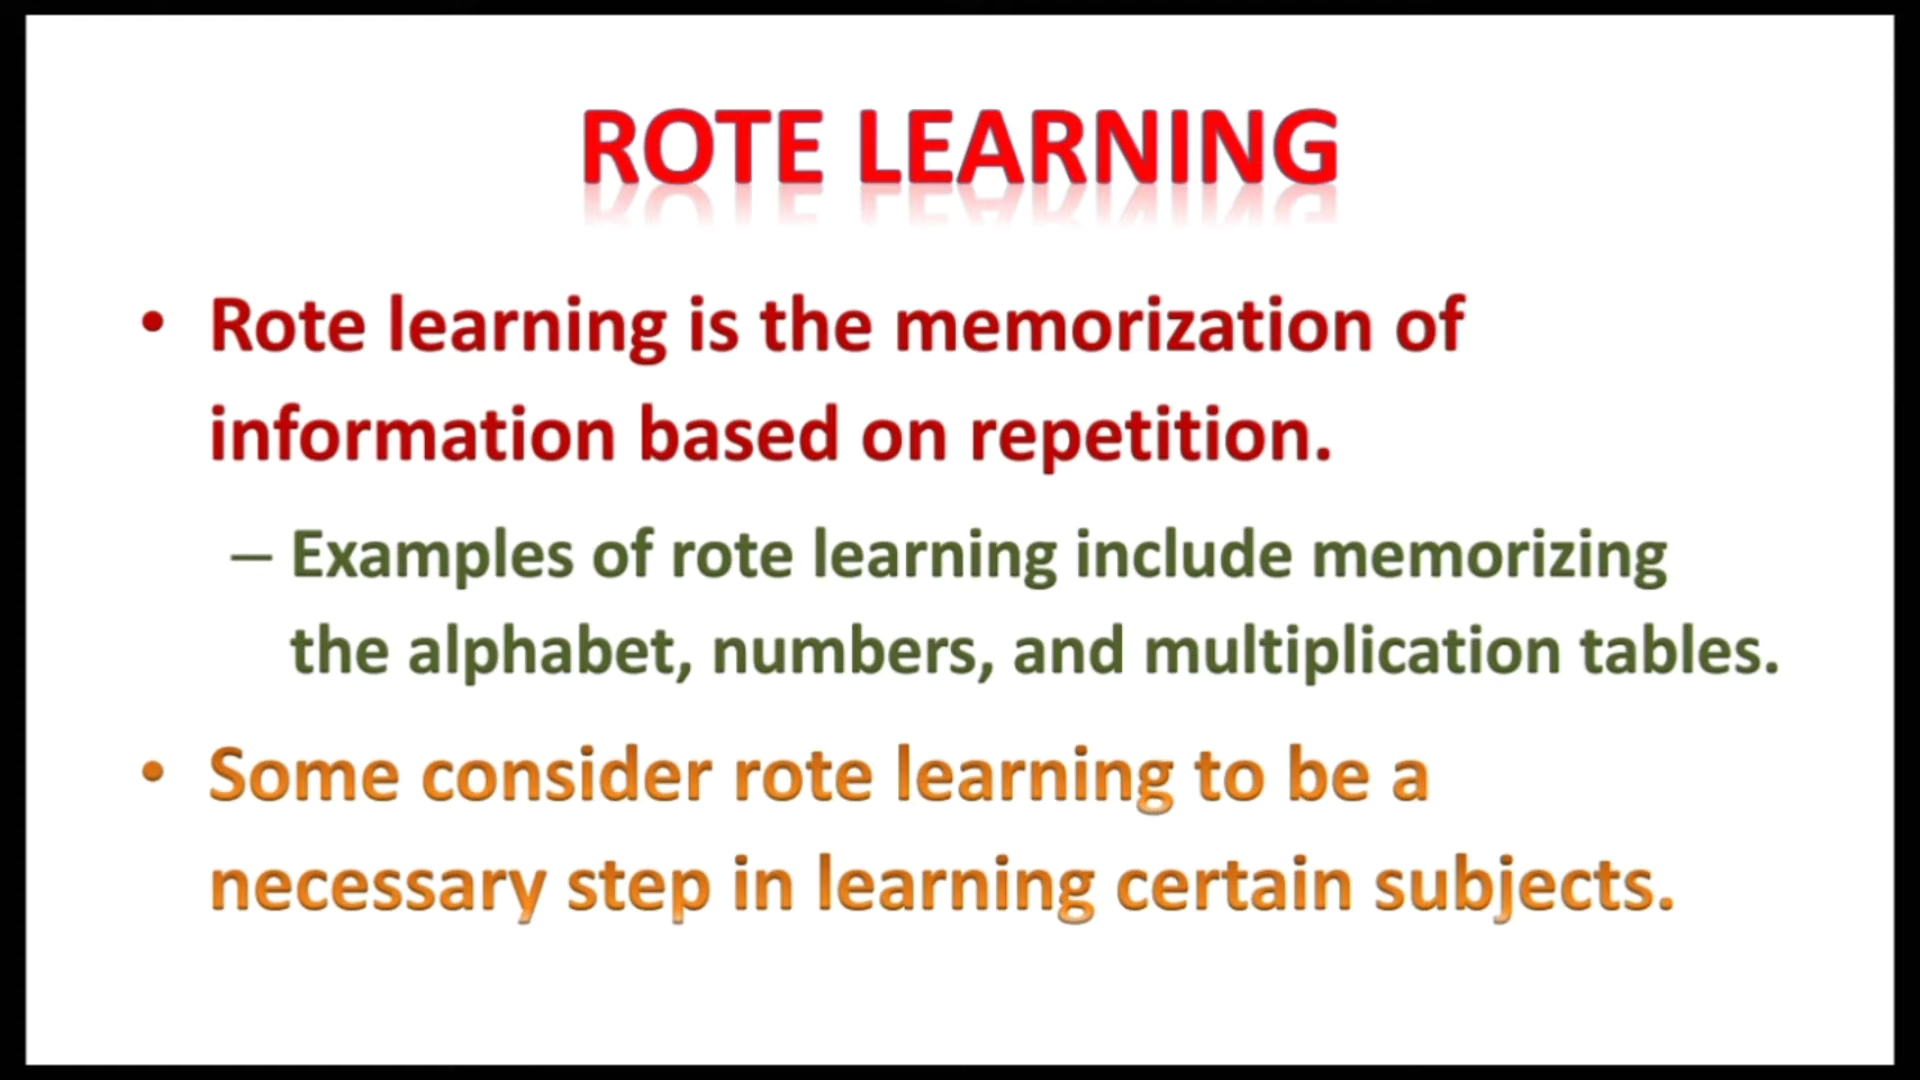 ROTE LEARNING
• Rote learning is the memorization of
information based on repetition.
– Examples of rote learning include memorizing
the alphabet, numbers, and multiplication tables.
• Some consider rote learning to be a
necessary step in learning certain subjects.